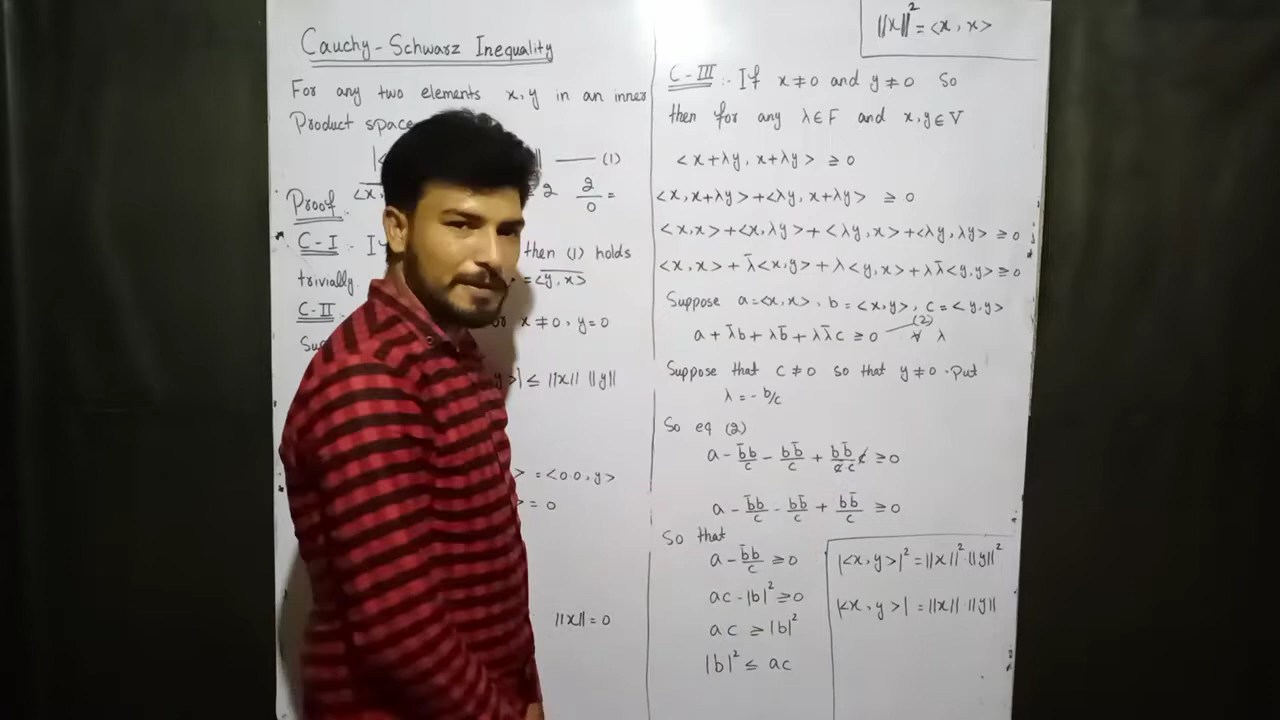 Cauchy-Schwarz Inequality
For any two elements x,y in an inner
Product space
|< || —— (1)
<x, ≥ 2 2/0 =
Proof :-
C-I :- If then (1) holds
trivially = \overline{<y,x>}
C-II :- x ≠ 0, y=0
y>| ≤ ||x|| ||y||
> = <0.0, y>
> = 0
||x|| = 0
||x||² = <x, x>
C-III :- If x ≠ 0 and y ≠ 0 So
then for any λ∈F and x,y∈V
<x+λy, x+λy> ≥ 0
<x, x+λy> + <λy, x+λy> ≥ 0
<x,x> + <x,λy> + <λy,x> + <λy,λy> ≥ 0
<x,x> + λ̄<x,y> + λ<y,x> + λλ̄<y,y> ≥ 0
Suppose a=<x,x>, b=<x,y>, c=<y,y>
a + λ̄b + λb̄ + λλ̄c ≥ 0 —(2) ∀ λ
Suppose that c ≠ 0 so that y ≠ 0. Put
λ = - b/c
So eq (2)
a - b̄b/c - bb̄/c + bb̄/c.c c ≥ 0
a - b̄b/c - bb̄/c + bb̄/c ≥ 0
So that
a - b̄b/c ≥ 0
ac - |b|² ≥ 0
ac ≥ |b|²
|b|² ≤ ac
|<x,y>|² = ||x||² ||y||²
|<x,y>| = ||x|| ||y||